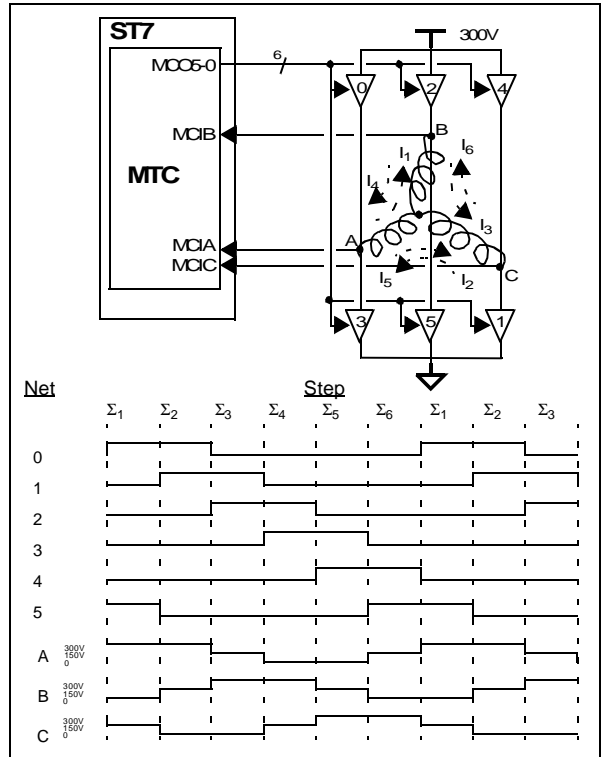 ST7
300V
MCO5-0
6
0
2
4
B
MCIB
I1
I6
MTC
I4
I3
A
MCIA
MCIC
I5
I2
C
3
5
1
Net
Step
Σ1 Σ2 Σ3 Σ4 Σ5 Σ6 Σ1 Σ2 Σ3
0
1
2
3
4
5
A 300V 150V 0
B 300V 150V 0
C 300V 150V 0